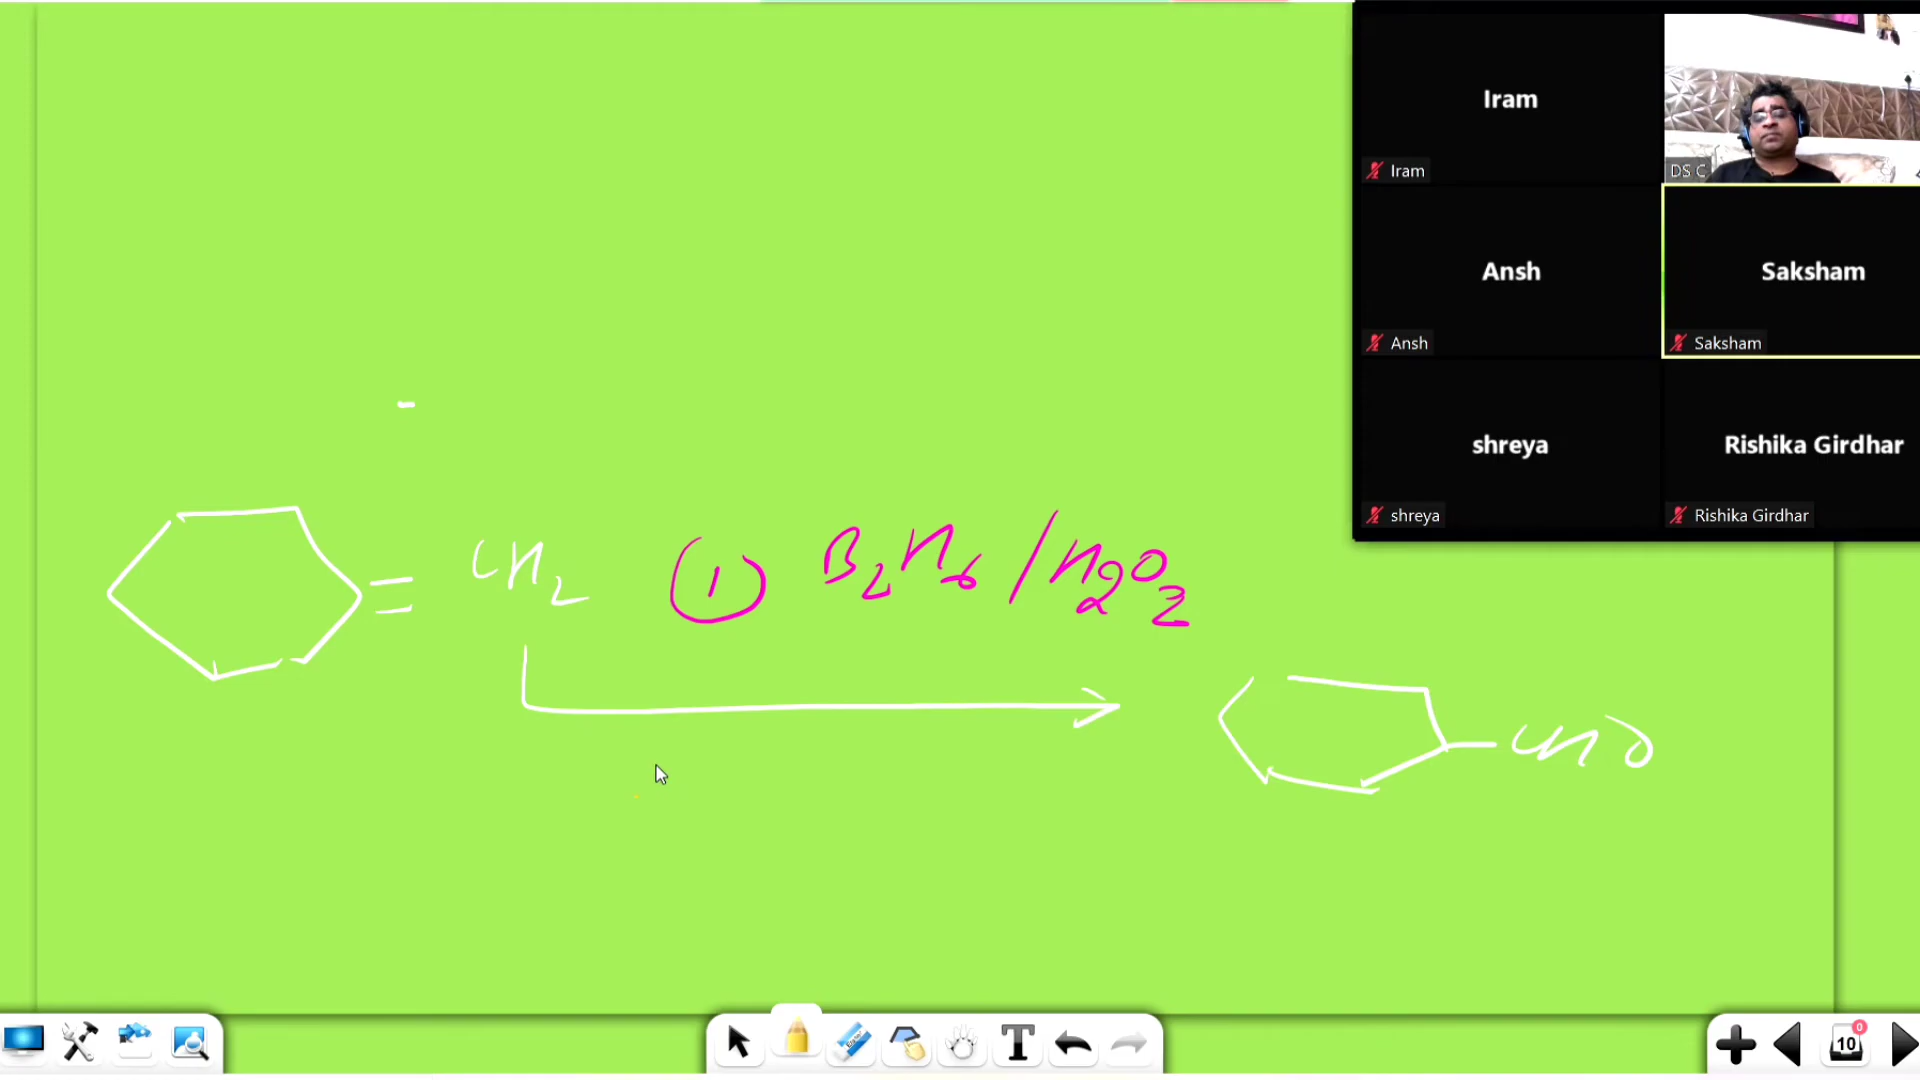 Iram
Iram
DS C
Ansh
Ansh
Saksham
Saksham
shreya
shreya
Rishika Girdhar
Rishika Girdhar
= CH2
① B2H6 / H2O2
CHO
T
0
10